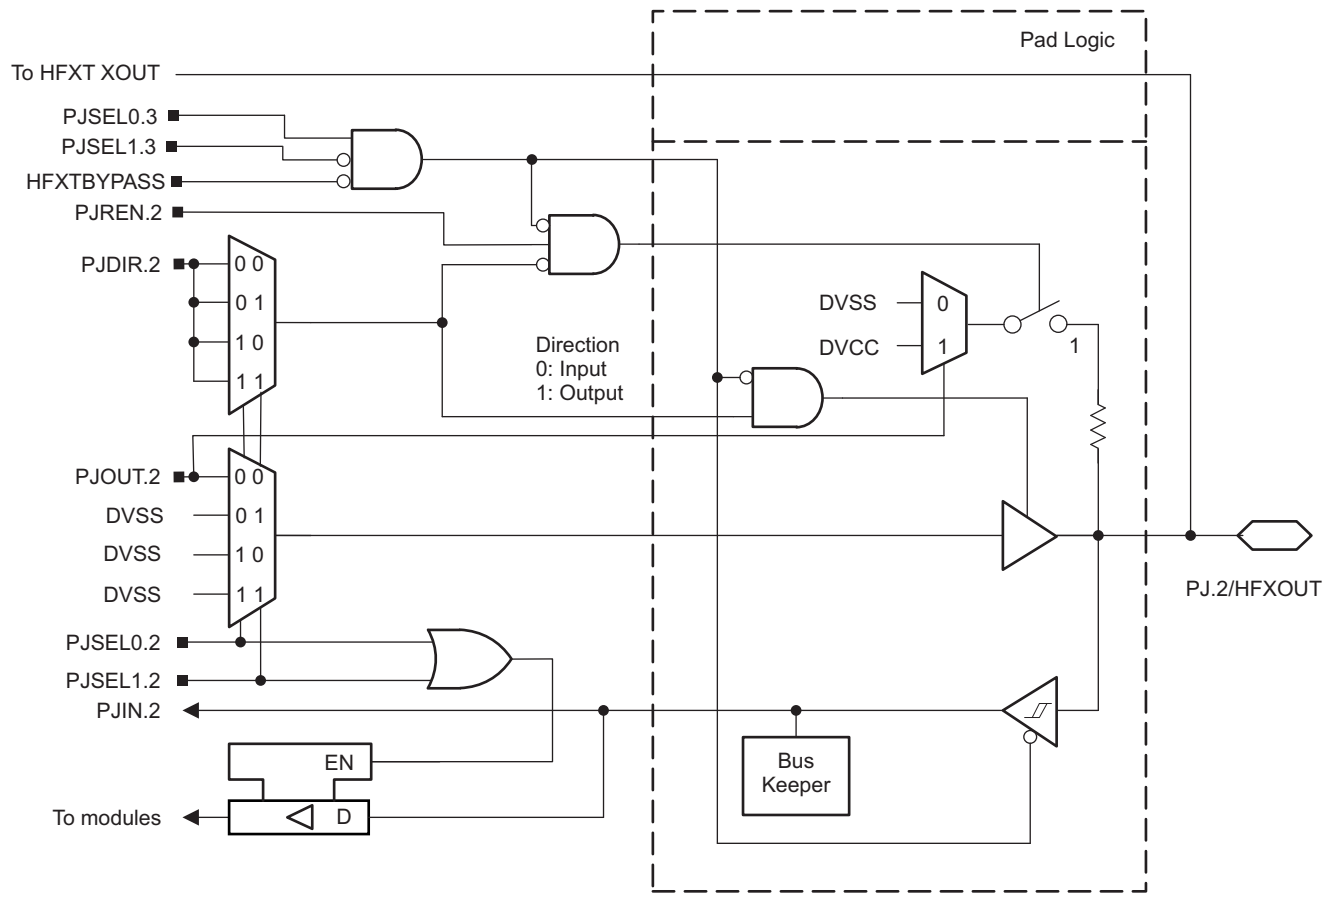 Pad Logic
To HFXT XOUT
PJSEL0.3
PJSEL1.3
HFXTBYPASS
PJREN.2
PJDIR.2
0 0
0 1
1 0
1 1
Direction
0: Input
1: Output
DVSS
0
DVCC
1
1
PJOUT.2
0 0
DVSS
0 1
DVSS
1 0
DVSS
1 1
PJ.2/HFXOUT
PJSEL0.2
PJSEL1.2
PJIN.2
EN
Bus
Keeper
To modules
D